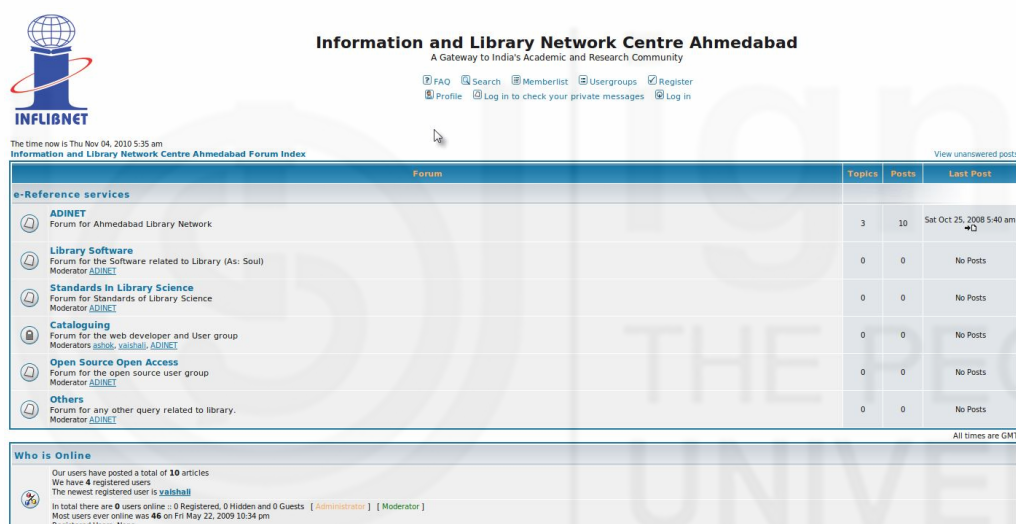 INFLIBNET
Information and Library Network Centre Ahmedabad
A Gateway to India's Academic and Research Community
FAQ Search Memberlist Usergroups Register
Profile Log in to check your private messages Log in
The time now is Thu Nov 04, 2010 5:35 am
Information and Library Network Centre Ahmedabad Forum Index
View unanswered posts
Forum Topics Posts Last Post
e-Reference services
ADINET
Forum for Ahmedabad Library Network
3 10 Sat Oct 25, 2008 5:40 am
Library Software
Forum for the Software related to Library (As: Soul)
Moderator ADINET
0 0 No Posts
Standards In Library Science
Forum for Standards of Library Science
Moderator ADINET
0 0 No Posts
Cataloguing
Forum for the web developer and User group
Moderators ashok, vaishali, ADINET
0 0 No Posts
Open Source Open Access
Forum for the open source user group
Moderator ADINET
0 0 No Posts
Others
Forum for any other query related to library.
Moderator ADINET
0 0 No Posts
All times are GMT
Who is Online
Our users have posted a total of 10 articles
We have 4 registered users
The newest registered user is vaishali
In total there are 0 users online :: 0 Registered, 0 Hidden and 0 Guests [ Administrator ] [ Moderator ]
Most users ever online was 46 on Fri May 22, 2009 10:34 pm
ign
THE PE
UNIVE